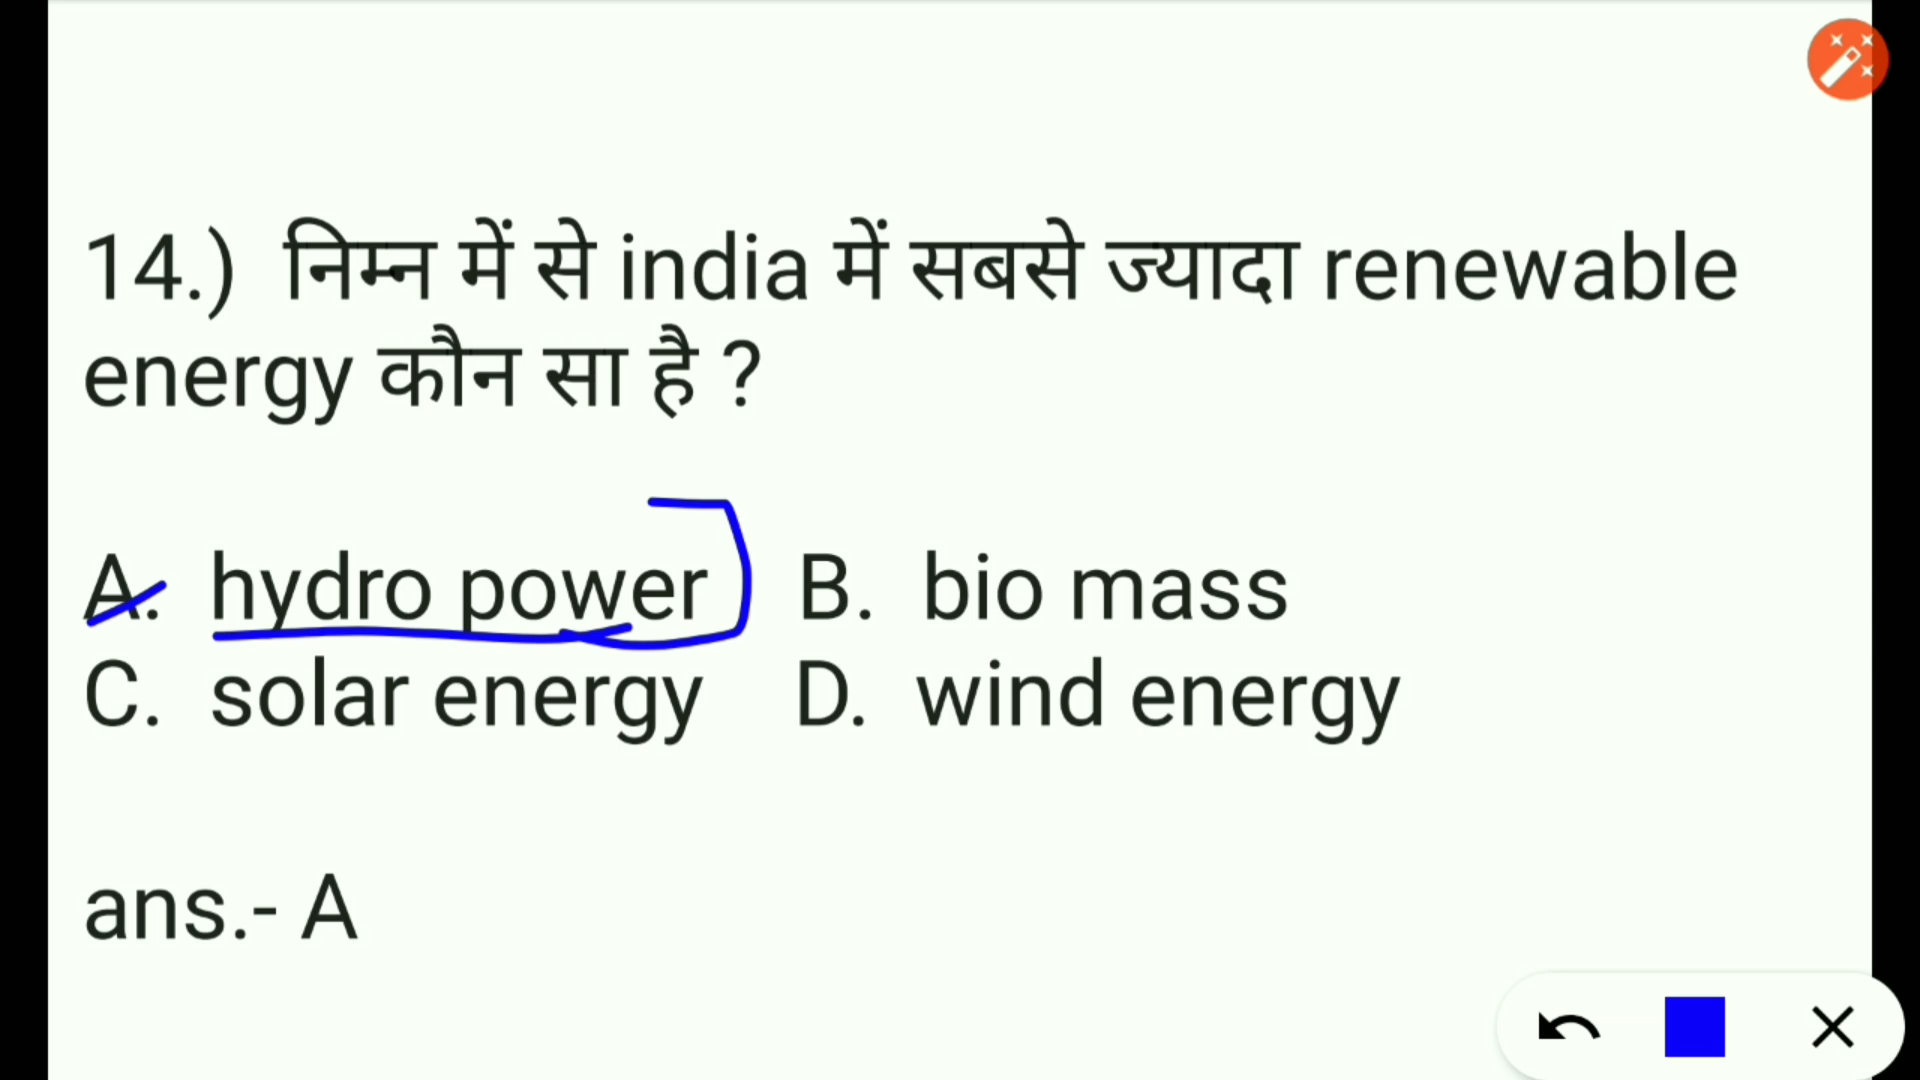 14.) निम्न में से india में सबसे ज्यादा renewable
energy कौन सा है ?
A. hydro power B. bio mass
C. solar energy D. wind energy
ans.- A